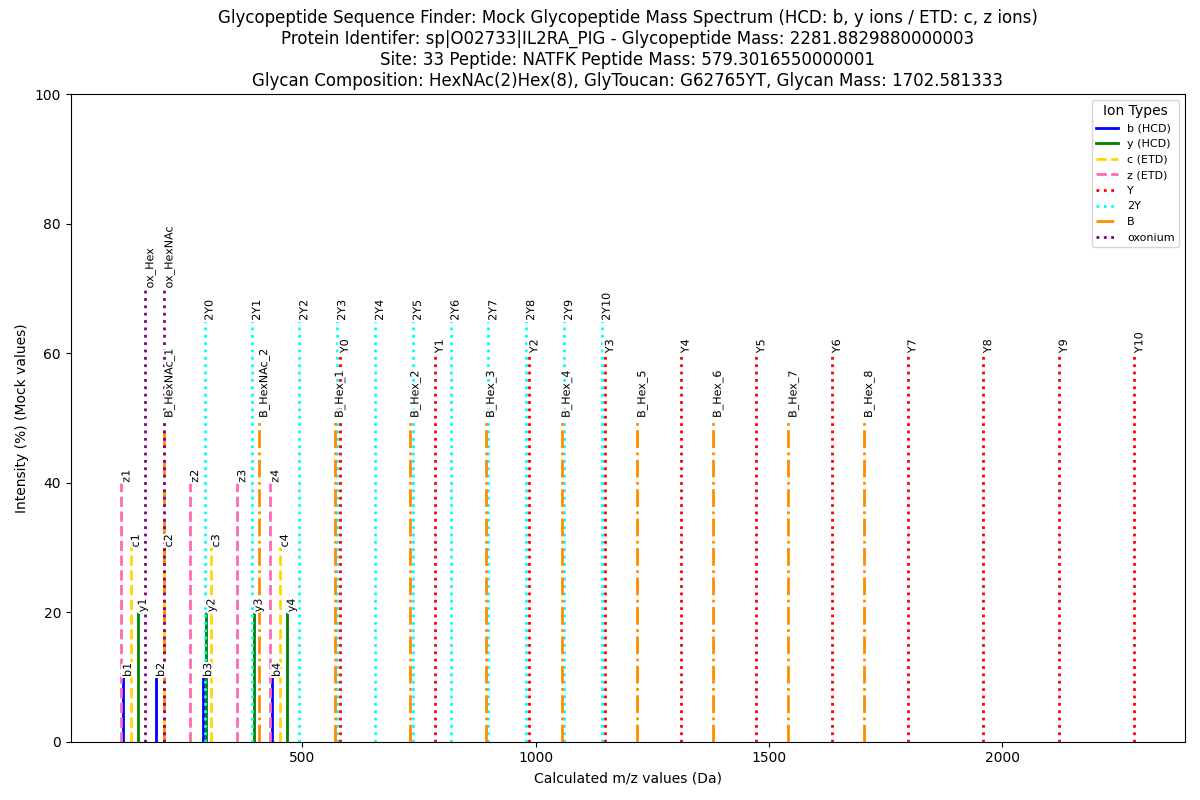 Glycopeptide Sequence Finder: Mock Glycopeptide Mass Spectrum (HCD: b, y ions / ETD: c, z ions)
Protein Identifer: sp|O02733|IL2RA_PIG - Glycopeptide Mass: 2281.8829880000003
Site: 33 Peptide: NATFK Peptide Mass: 579.3016550000001
Glycan Composition: HexNAc(2)Hex(8), GlyToucan: G62765YT, Glycan Mass: 1702.581333
100
80
60
40
20
0
Intensity (%) (Mock values)
Ion Types
b (HCD)
y (HCD)
c (ETD)
z (ETD)
Y
2Y
B
oxonium
ox_Hex
ox_HexNAc
2Y0
2Y1
2Y2
2Y3
2Y4
2Y5
2Y6
2Y7
2Y8
2Y9
2Y10
Y0
Y1
Y2
Y3
Y4
Y5
Y6
Y7
Y8
Y9
Y10
B_HexNAc_1
B_HexNAc_2
B_Hex_1
B_Hex_2
B_Hex_3
B_Hex_4
B_Hex_5
B_Hex_6
B_Hex_7
B_Hex_8
z1
z2
z3
z4
c1
c2
c3
c4
y1
y2
y3
y4
b1
b2
b3
b4
500
1000
1500
2000
Calculated m/z values (Da)